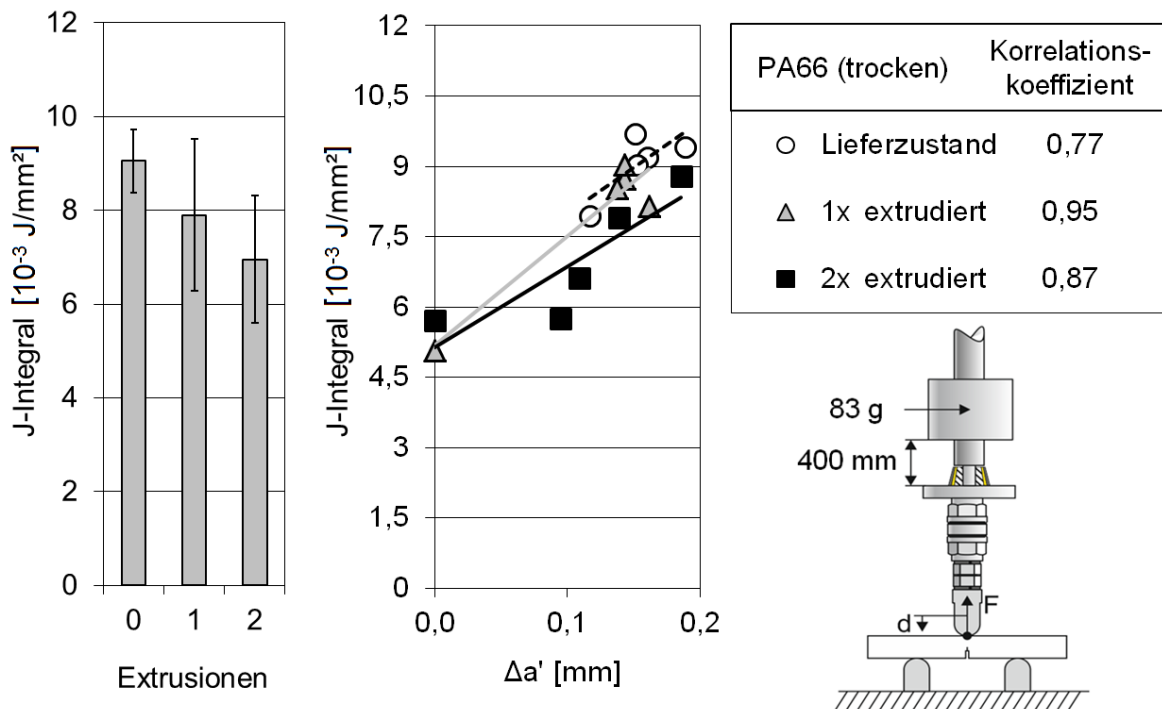 J-Integral [10⁻³ J/mm²]
12
10
8
6
4
2
0
0 1 2
Extrusionen
J-Integral [10⁻³ J/mm²]
12
10,5
9
7,5
6
4,5
3
1,5
0
0,0 0,1 0,2
Δa' [mm]
PA66 (trocken) Korrelations-
koeffizient
Lieferzustand 0,77
1x extrudiert 0,95
2x extrudiert 0,87
83 g
400 mm
F
d